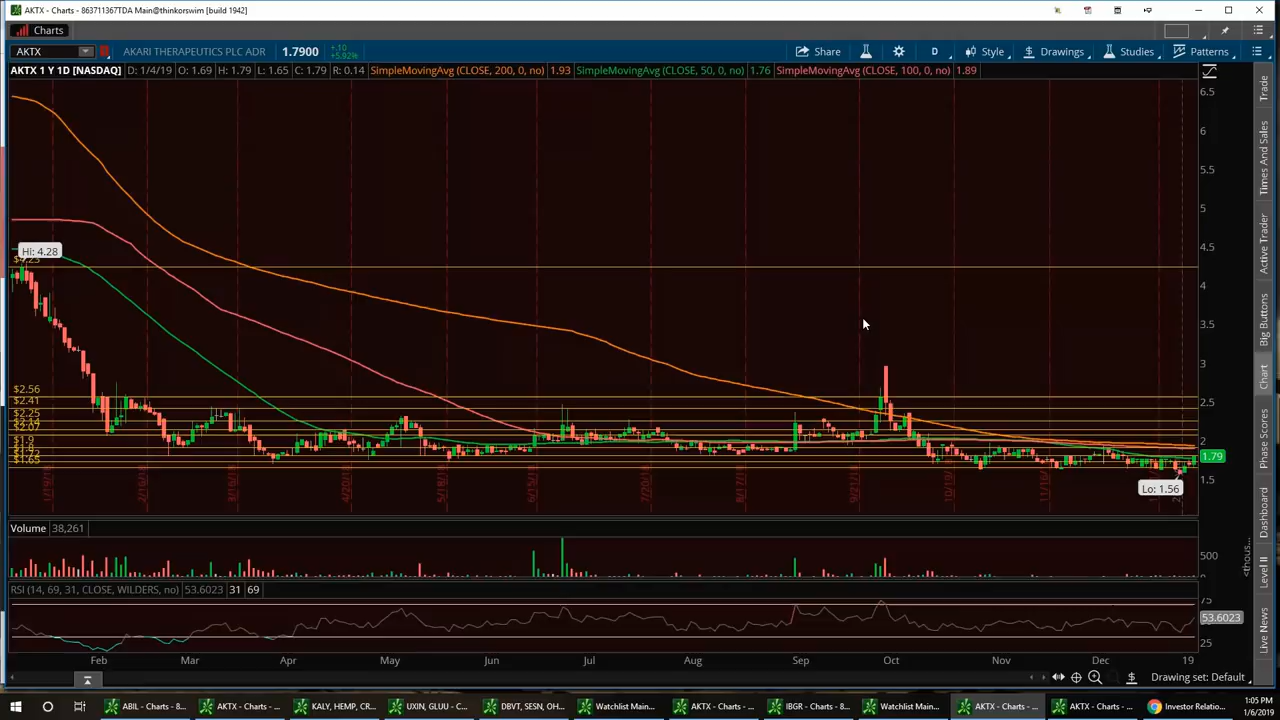 AKTX - Charts - 863711367TDA Main@thinkorswim [build 1942]
Charts
AKTX AKARI THERAPEUTICS PLC ADR 1.7900 +.10 +5.92% Share D Style Drawings Studies Patterns
AKTX 1 Y 1D [NASDAQ] D: 1/4/19 O: 1.69 H: 1.79 L: 1.65 C: 1.79 R: 0.14 SimpleMovingAvg (CLOSE, 200, 0, no) 1.93 SimpleMovingAvg (CLOSE, 50, 0, no) 1.76 SimpleMovingAvg (CLOSE, 100, 0, no) 1.89
6.5
6
5.5
5
4.5
4
3.5
3
2.5
2
1.79
1.5
Hi: 4.28
$4.23
$2.56
$2.41
$2.25
$1.9
$1.65
Lo: 1.56
Volume 38,261
500
RSI (14, 69, 31, CLOSE, WILDERS, no) 53.6023 31 69
75
53.6023
25
Feb Mar Apr May Jun Jul Aug Sep Oct Nov Dec 19
Drawing set: Default
Trade
Times And Sales
Active Trader
Big Buttons
Chart
Phase Scores
Dashboard
Level II
Live News
ABIL - Charts - 8... AKTX - Charts - ... KALY, HEMP, CR... UXIN, GLUU - C... DBVT, SESN, OH... Watchlist Main... AKTX - Charts - ... IBGR - Charts - 8... Watchlist Main... AKTX - Charts - ... AKTX - Charts - ... Investor Relatio...
1:05 PM
1/6/2019